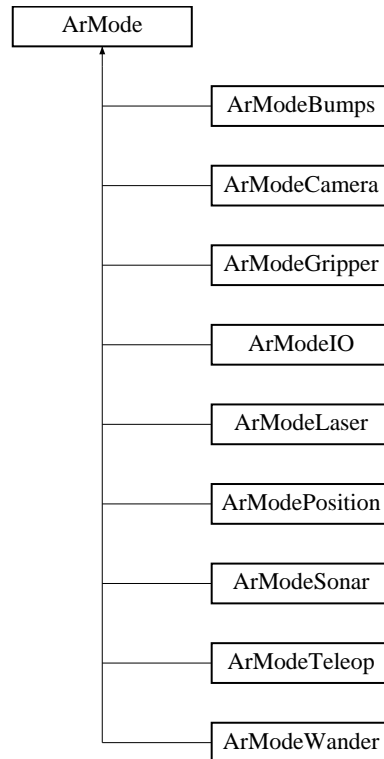 ArMode
ArModeBumps
ArModeCamera
ArModeGripper
ArModeIO
ArModeLaser
ArModePosition
ArModeSonar
ArModeTeleop
ArModeWander